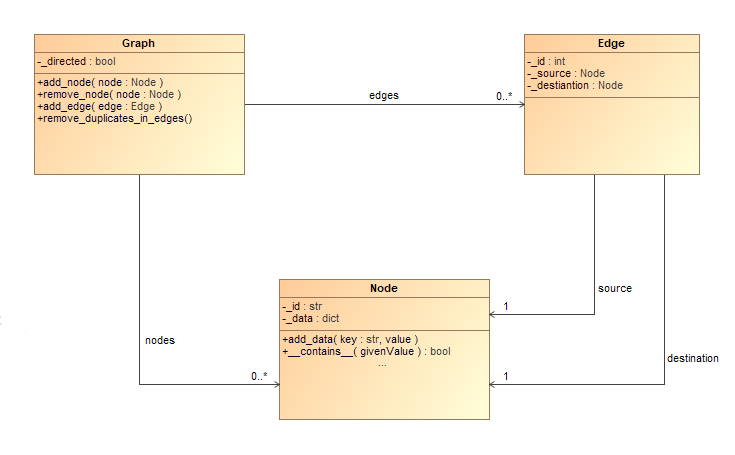 Graph
-_directed : bool
+add_node( node : Node )
+remove_node( node : Node )
+add_edge( edge : Edge )
+remove_duplicates_in_edges()
edges
0..*
Edge
-_id : int
-_source : Node
-_destiantion : Node
Node
-_id : str
-_data : dict
+add_data( key : str, value )
+__contains__( givenValue ) : bool
...
1
source
nodes
0..*
1
destination